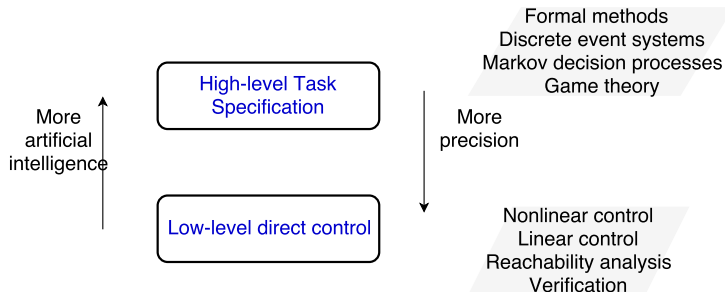 Formal methods
Discrete event systems
Markov decision processes
Game theory
High-level Task
Specification
More
artificial
intelligence
More
precision
Low-level direct control
Nonlinear control
Linear control
Reachability analysis
Verification